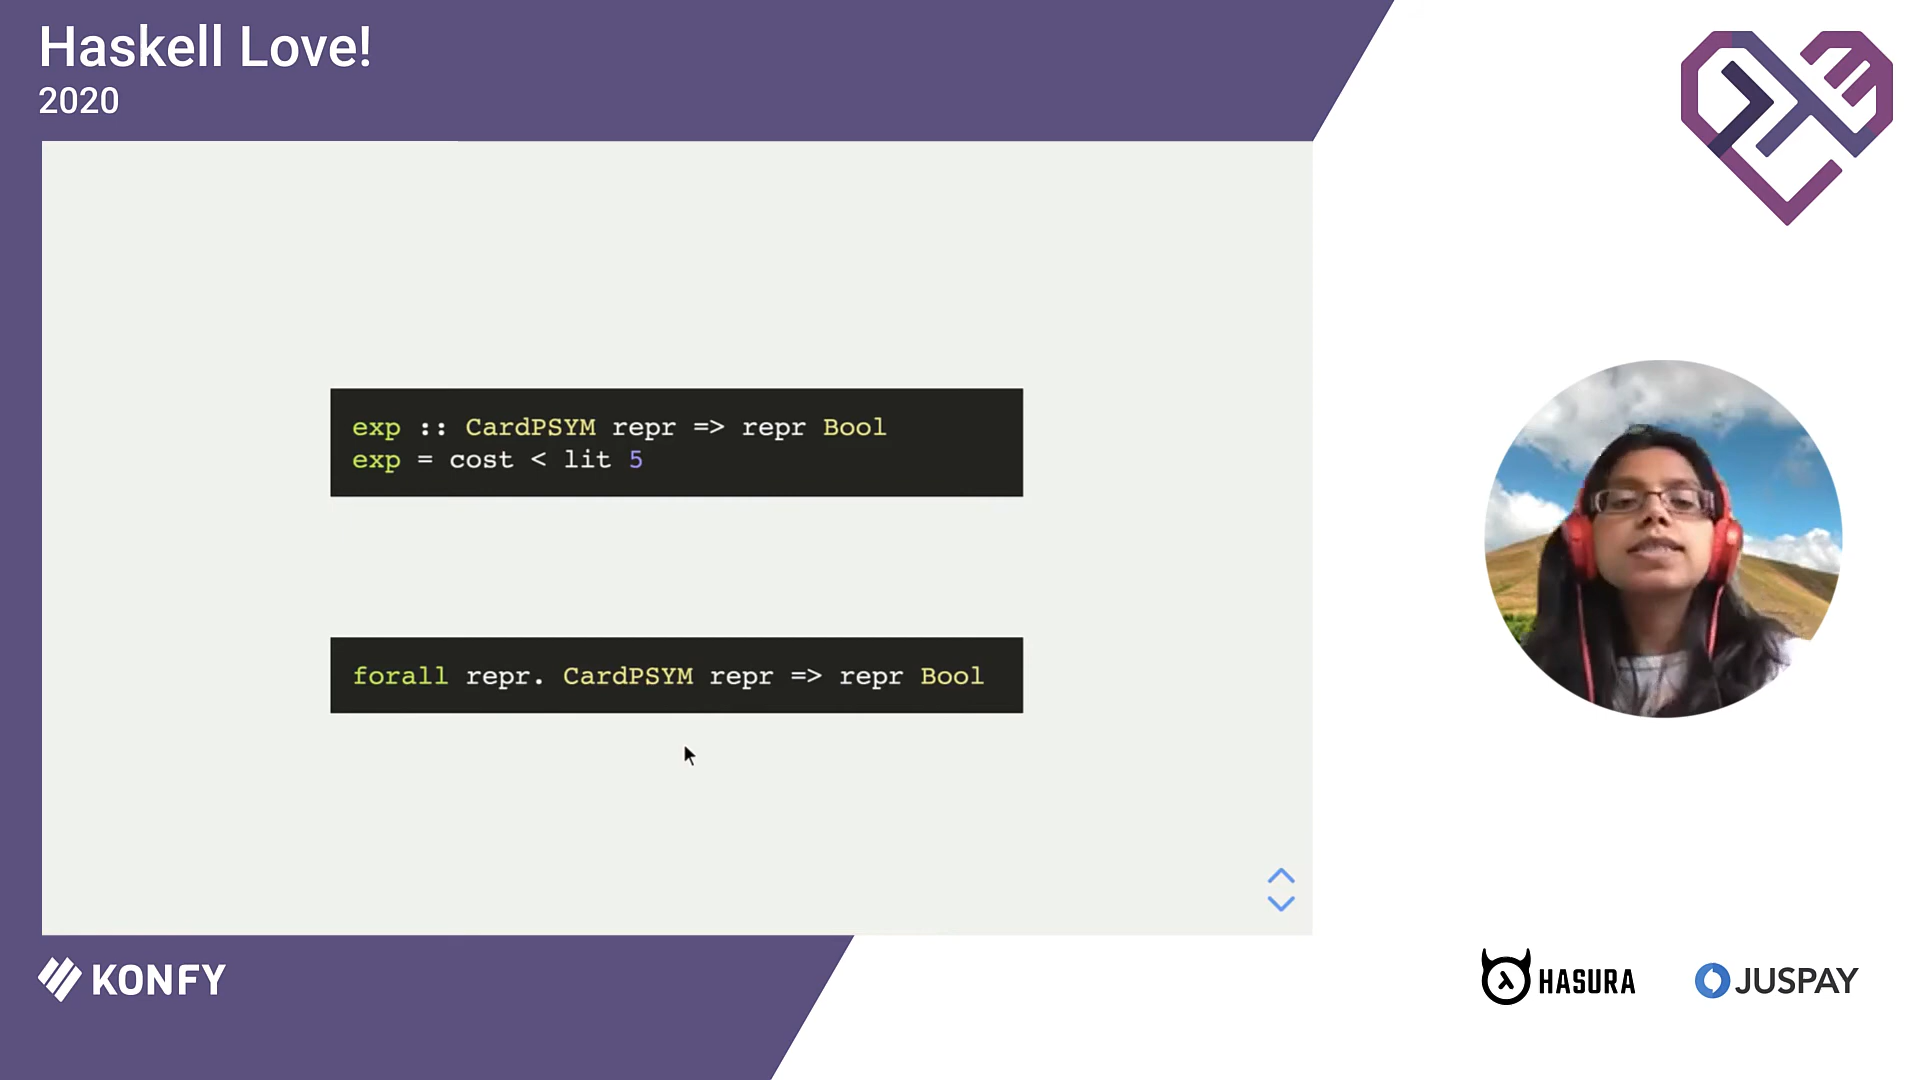 Haskell Love!
2020
exp :: CardPSYM repr => repr Bool
exp = cost < lit 5
forall repr. CardPSYM repr => repr Bool
KONFY
HASURA
JUSPAY